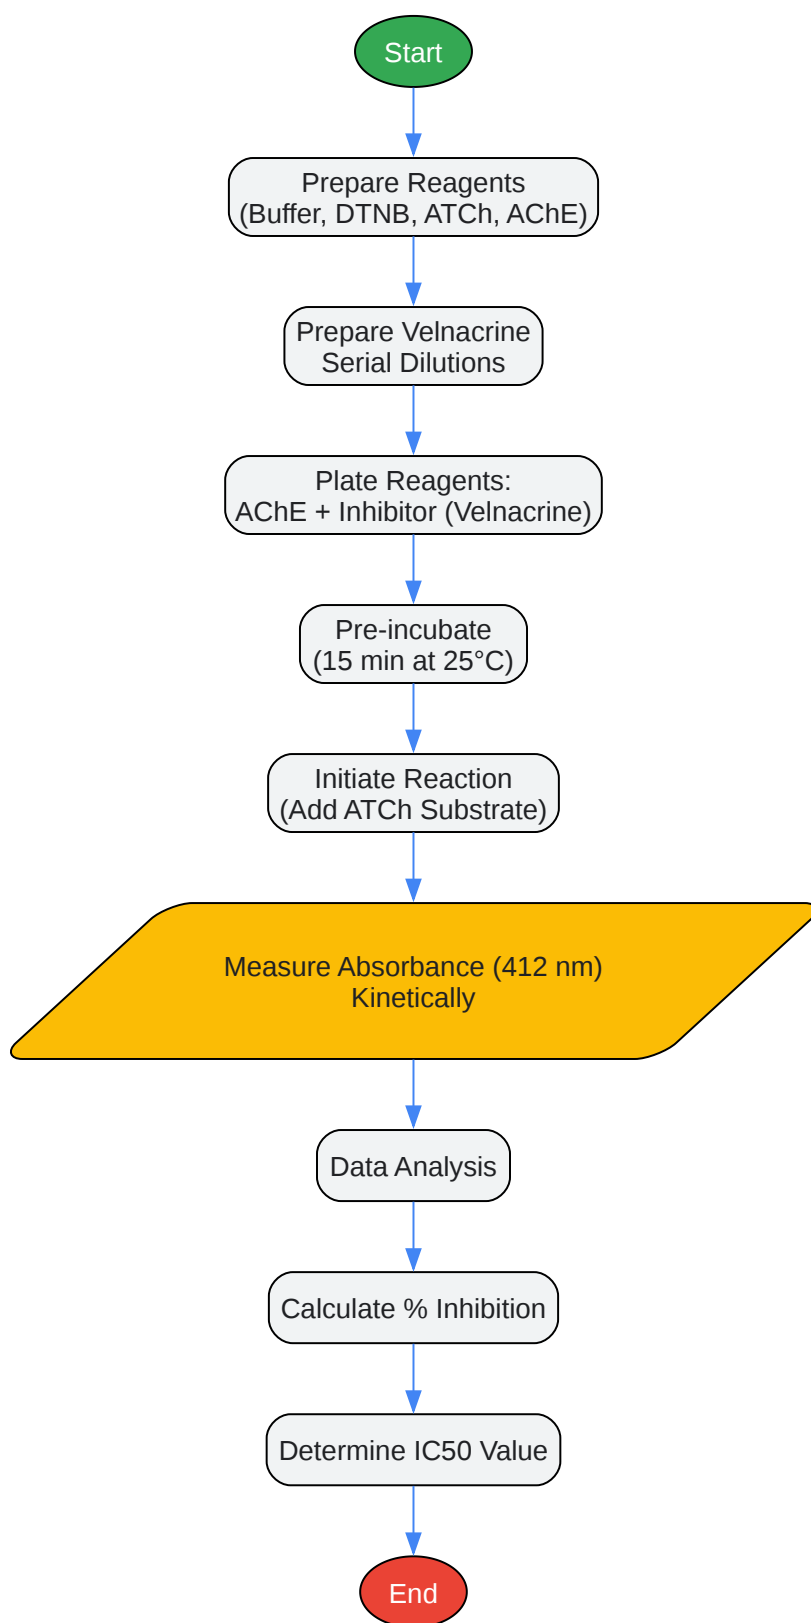 Start
Prepare Reagents
(Buffer, DTNB, ATCh, AChE)
Prepare Velnacrine
Serial Dilutions
Plate Reagents:
AChE + Inhibitor (Velnacrine)
Pre-incubate
(15 min at 25°C)
Initiate Reaction
(Add ATCh Substrate)
Measure Absorbance (412 nm)
Kinetically
Data Analysis
Calculate % Inhibition
Determine IC50 Value
End